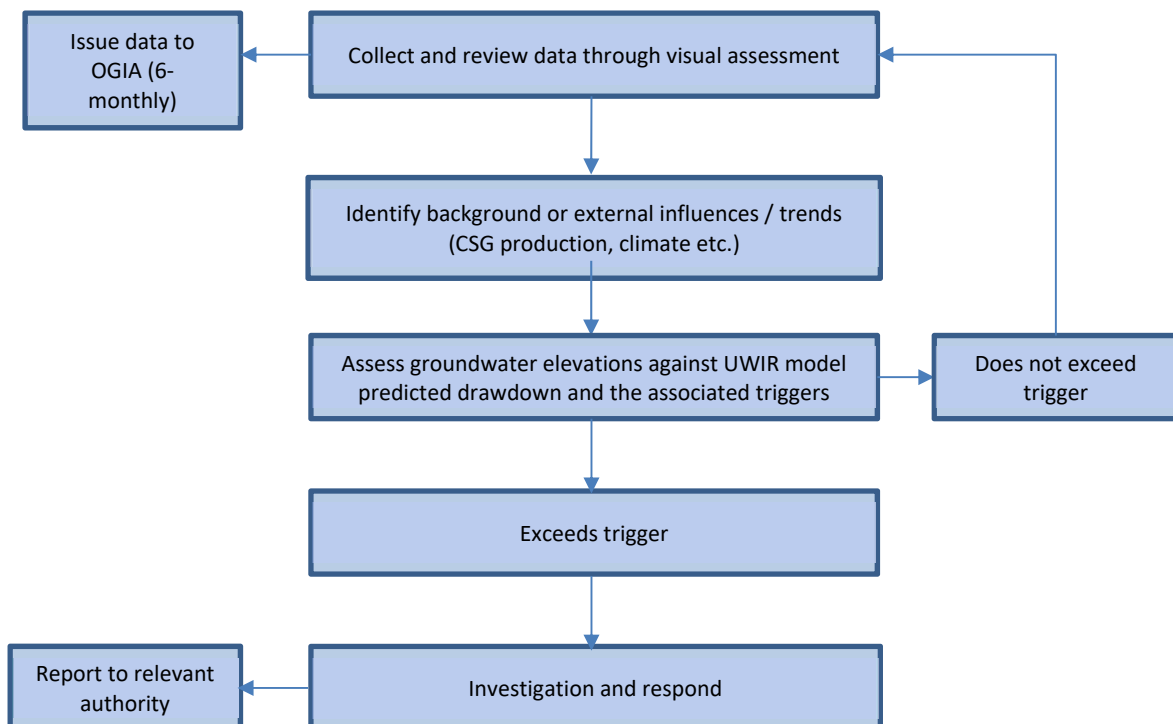 Issue data to
OGIA (6-
monthly)
Collect and review data through visual assessment
Identify background or external influences / trends
(CSG production, climate etc.)
Assess groundwater elevations against UWIR model
predicted drawdown and the associated triggers
Does not exceed
trigger
Exceeds trigger
Report to relevant
authority
Investigation and respond